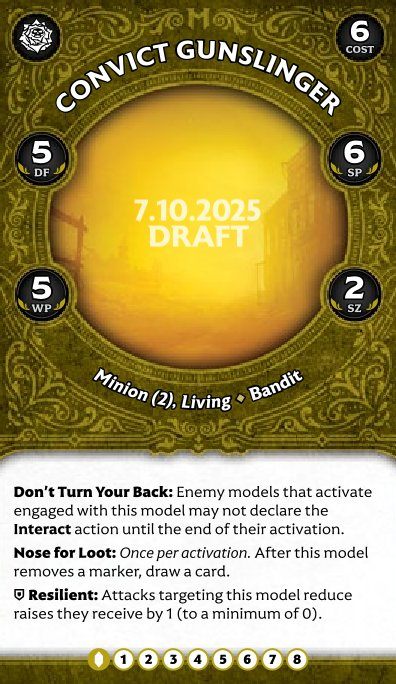 6
COST
CONVICT GUNSLINGER
5
DF
6
SP
7.10.2025
DRAFT
5
WP
2
SZ
Minion (2), Living ♦ Bandit
Don't Turn Your Back: Enemy models that activate
engaged with this model may not declare the
Interact action until the end of their activation.
Nose for Loot: Once per activation. After this model
removes a marker, draw a card.
Resilient: Attacks targeting this model reduce
raises they receive by 1 (to a minimum of 0).
1 2 3 4 5 6 7 8